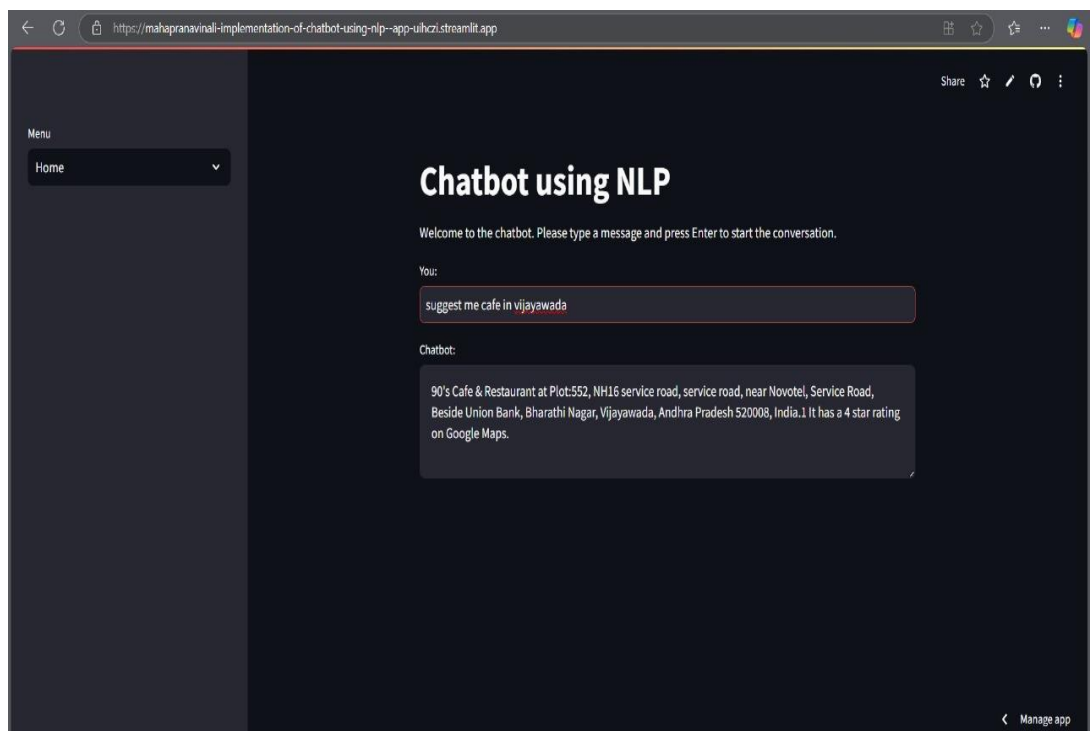 https://mahapranavinali-implementation-of-chatbot-using-nlp--app-uihczi.streamlit.app
Share
Menu
Home
Chatbot using NLP
Welcome to the chatbot. Please type a message and press Enter to start the conversation.
You:
suggest me cafe in vijayawada
Chatbot:
90's Cafe & Restaurant at Plot:552, NH16 service road, service road, near Novotel, Service Road,
Beside Union Bank, Bharathi Nagar, Vijayawada, Andhra Pradesh 520008, India.1 It has a 4 star rating
on Google Maps.
Manage app